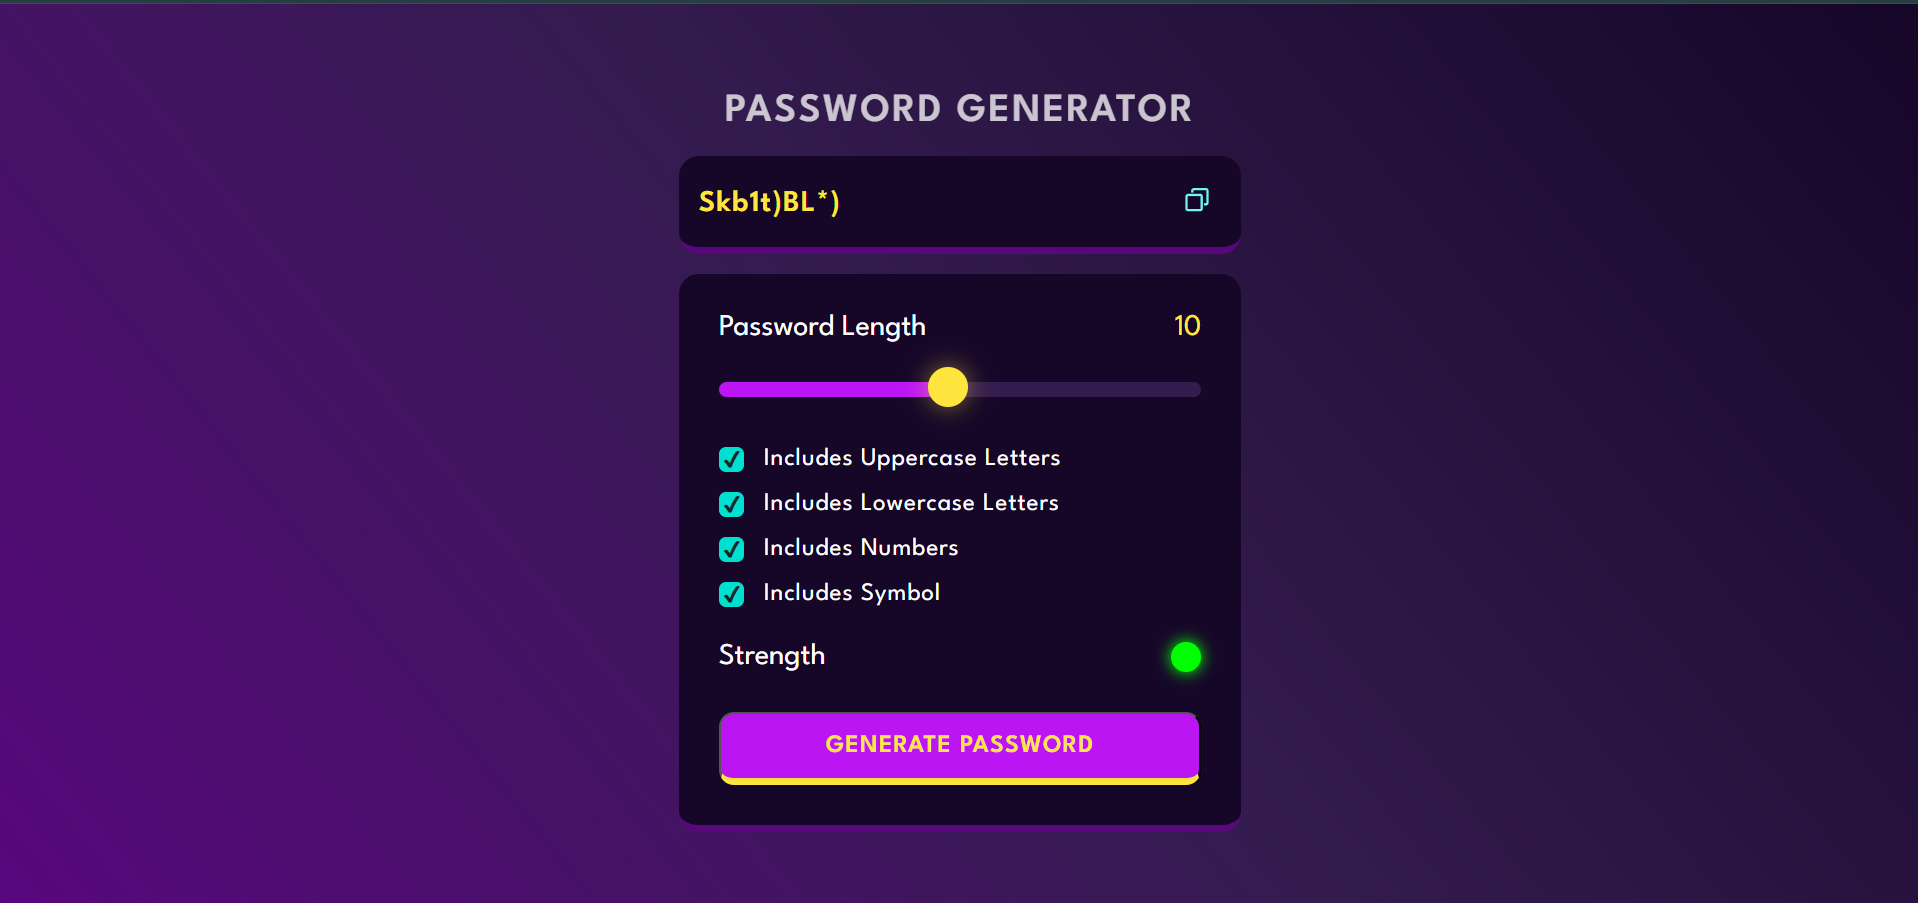 PASSWORD GENERATOR
Skb1t)BL*)
Password Length 10
Includes Uppercase Letters
Includes Lowercase Letters
Includes Numbers
Includes Symbol
Strength
GENERATE PASSWORD